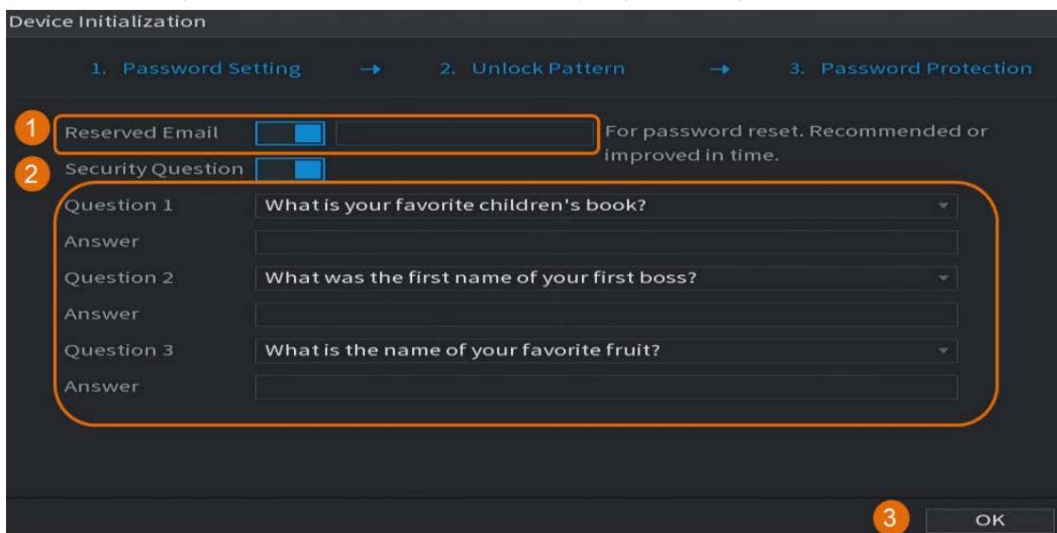 Device Initialization
1. Password Setting → 2. Unlock Pattern → 3. Password Protection
1 Reserved Email For password reset. Recommended or
improved in time.
2 Security Question
Question 1 What is your favorite children's book?
Answer
Question 2 What was the first name of your first boss?
Answer
Question 3 What is the name of your favorite fruit?
Answer
3 OK